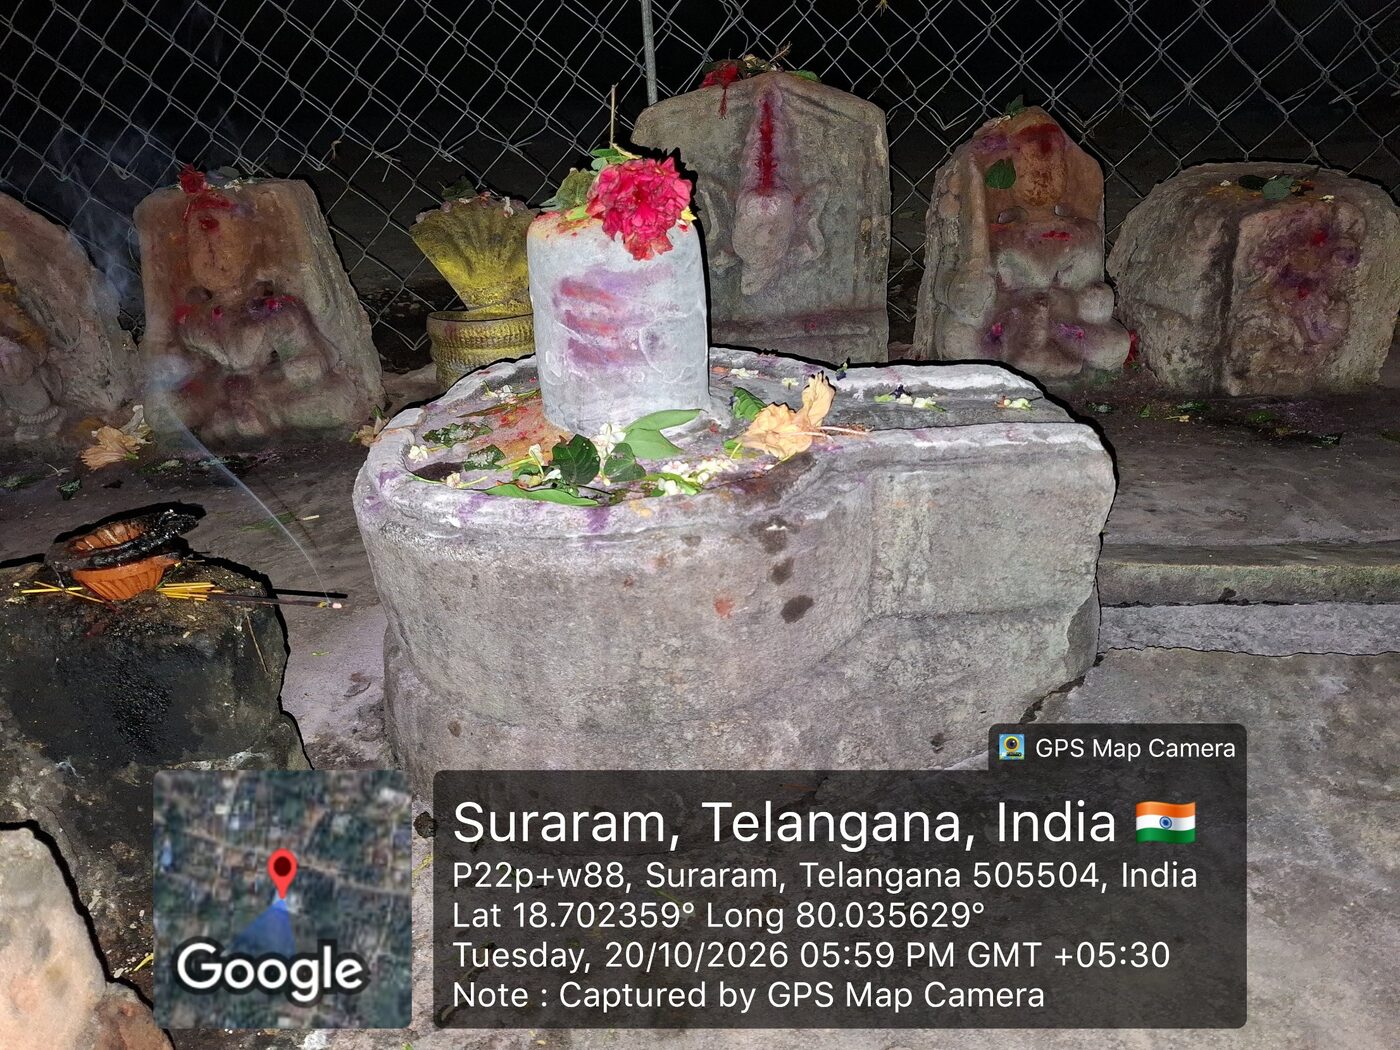 GPS Map Camera
Suraram, Telangana, India
P22p+w88, Suraram, Telangana 505504, India
Lat 18.702359° Long 80.035629°
Tuesday, 20/10/2026 05:59 PM GMT +05:30
Note : Captured by GPS Map Camera
Google